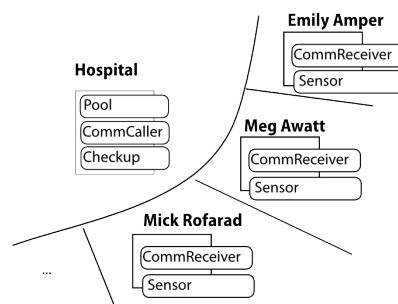 Emily Amper
CommReceiver
Sensor
Hospital
Pool
CommCaller
Checkup
Meg Awatt
CommReceiver
Sensor
Mick Rofarad
CommReceiver
Sensor
...